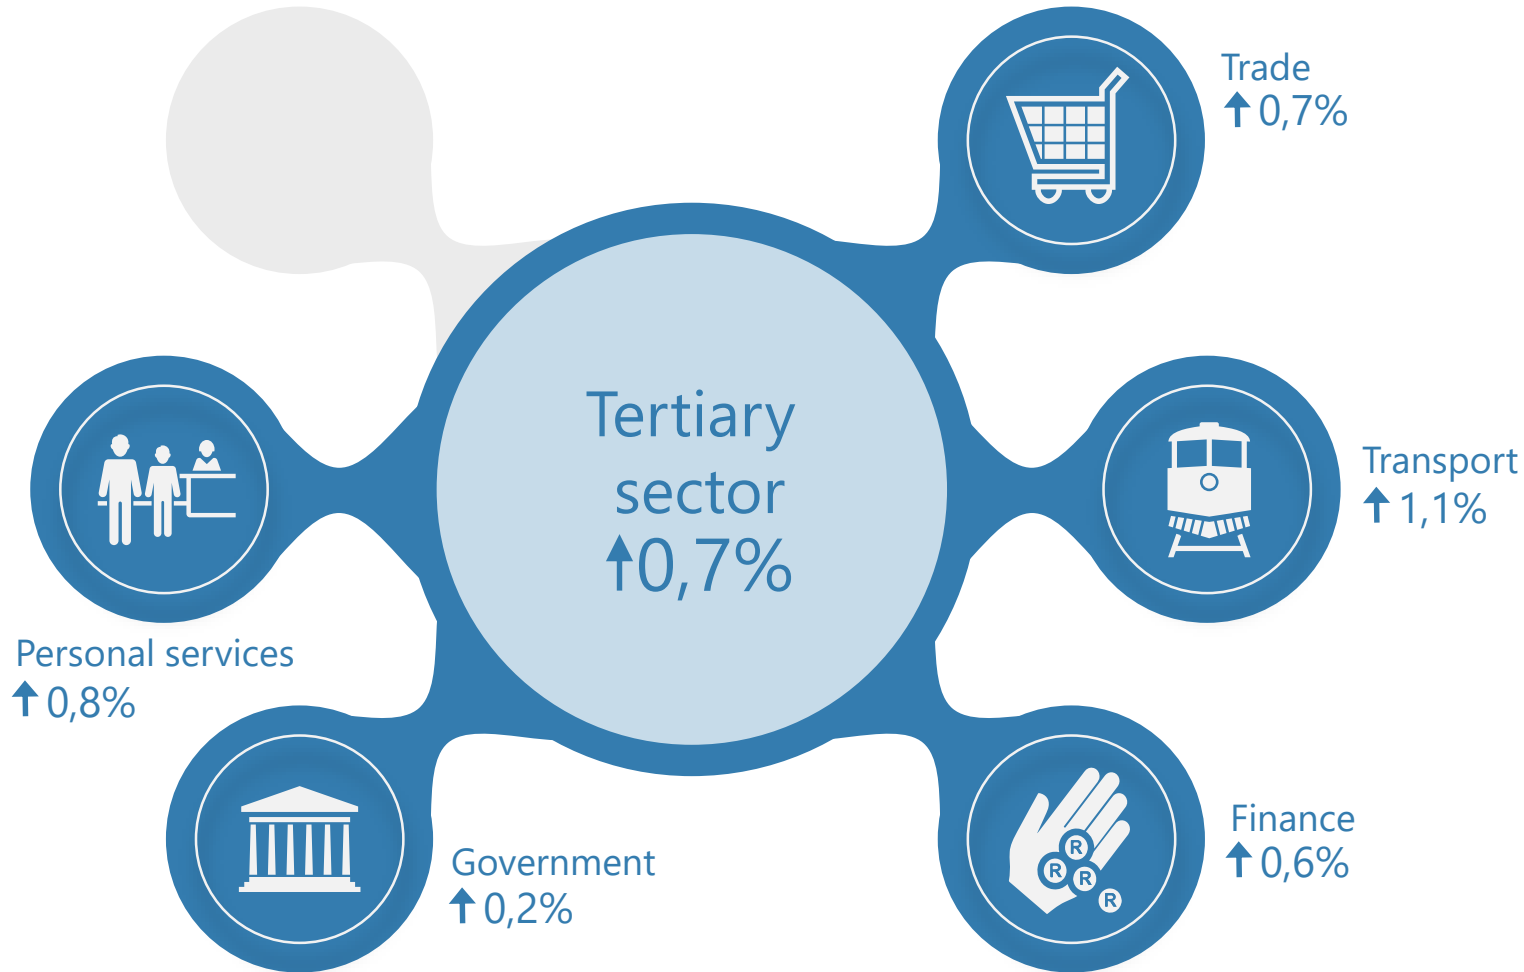 Trade
↑ 0,7%
Tertiary
sector
↑0,7%
Transport
↑ 1,1%
Personal services
↑ 0,8%
Government
↑ 0,2%
Finance
↑ 0,6%
R
R
R
R